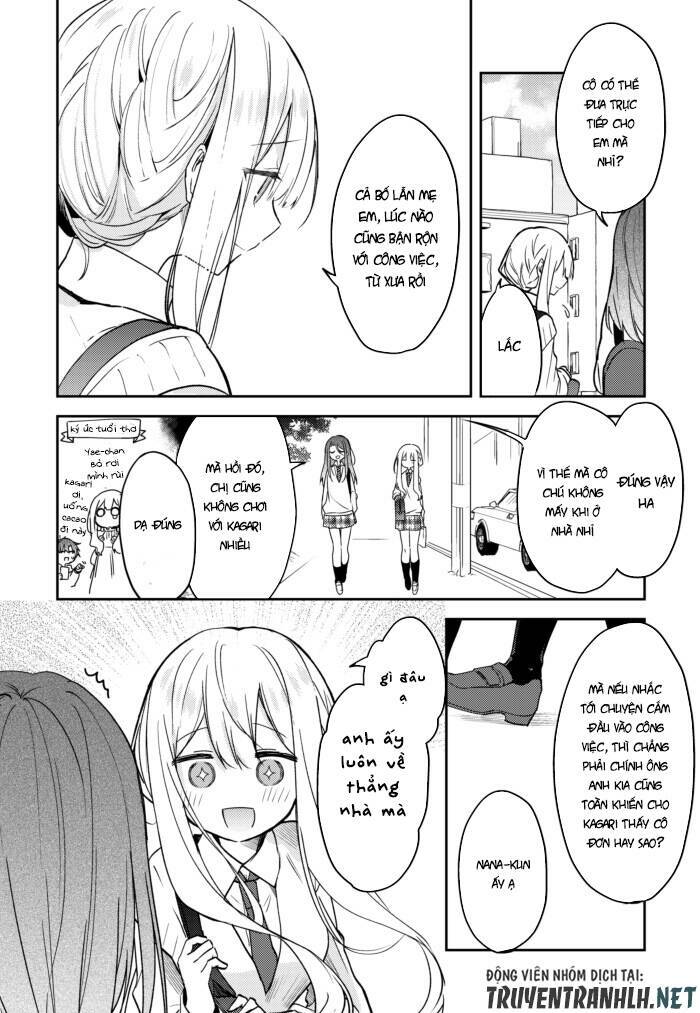 CÔ CÓ THỂ
ĐƯA TRỰC
TIẾP CHO
EM MÀ
NHỈ?
LẮC
CẢ BỐ LẪN MẸ
EM, LÚC NÀO
CŨNG BẬN RỘN
VỚI CÔNG VIỆC,
TỪ XƯA RỒI
ĐÚNG VẬY
HA
VÌ THẾ MÀ CÔ
CHÚ KHÔNG
MẤY KHI Ở
NHÀ NHỈ
MÀ HỒI ĐÓ,
CHỊ CŨNG
KHÔNG CHƠI
VỚI KAGARI
NHIỀU
DẠ ĐÚNG
ký ức tuổi thơ
Yae-chan
bỏ rơi
mình rùi
kagari
ơi,
uống
cacao
đi này
MÀ NẾU NHẮC
TỚI CHUYỆN CẮM
ĐẦU VÀO CÔNG
VIỆC, THÌ CHẲNG
PHẢI CHÍNH ÔNG
ANH KIA CŨNG
TOÀN KHIẾN CHO
KAGARI THẤY CÔ
ĐƠN HAY SAO?
NANA-KUN
ẤY Ạ
gì đâu
ạ
anh ấy
luôn về
thẳng
nhà mà
ĐỘNG VIÊN NHÓM DỊCH TẠI:
TRUYENTRANHLH.NET